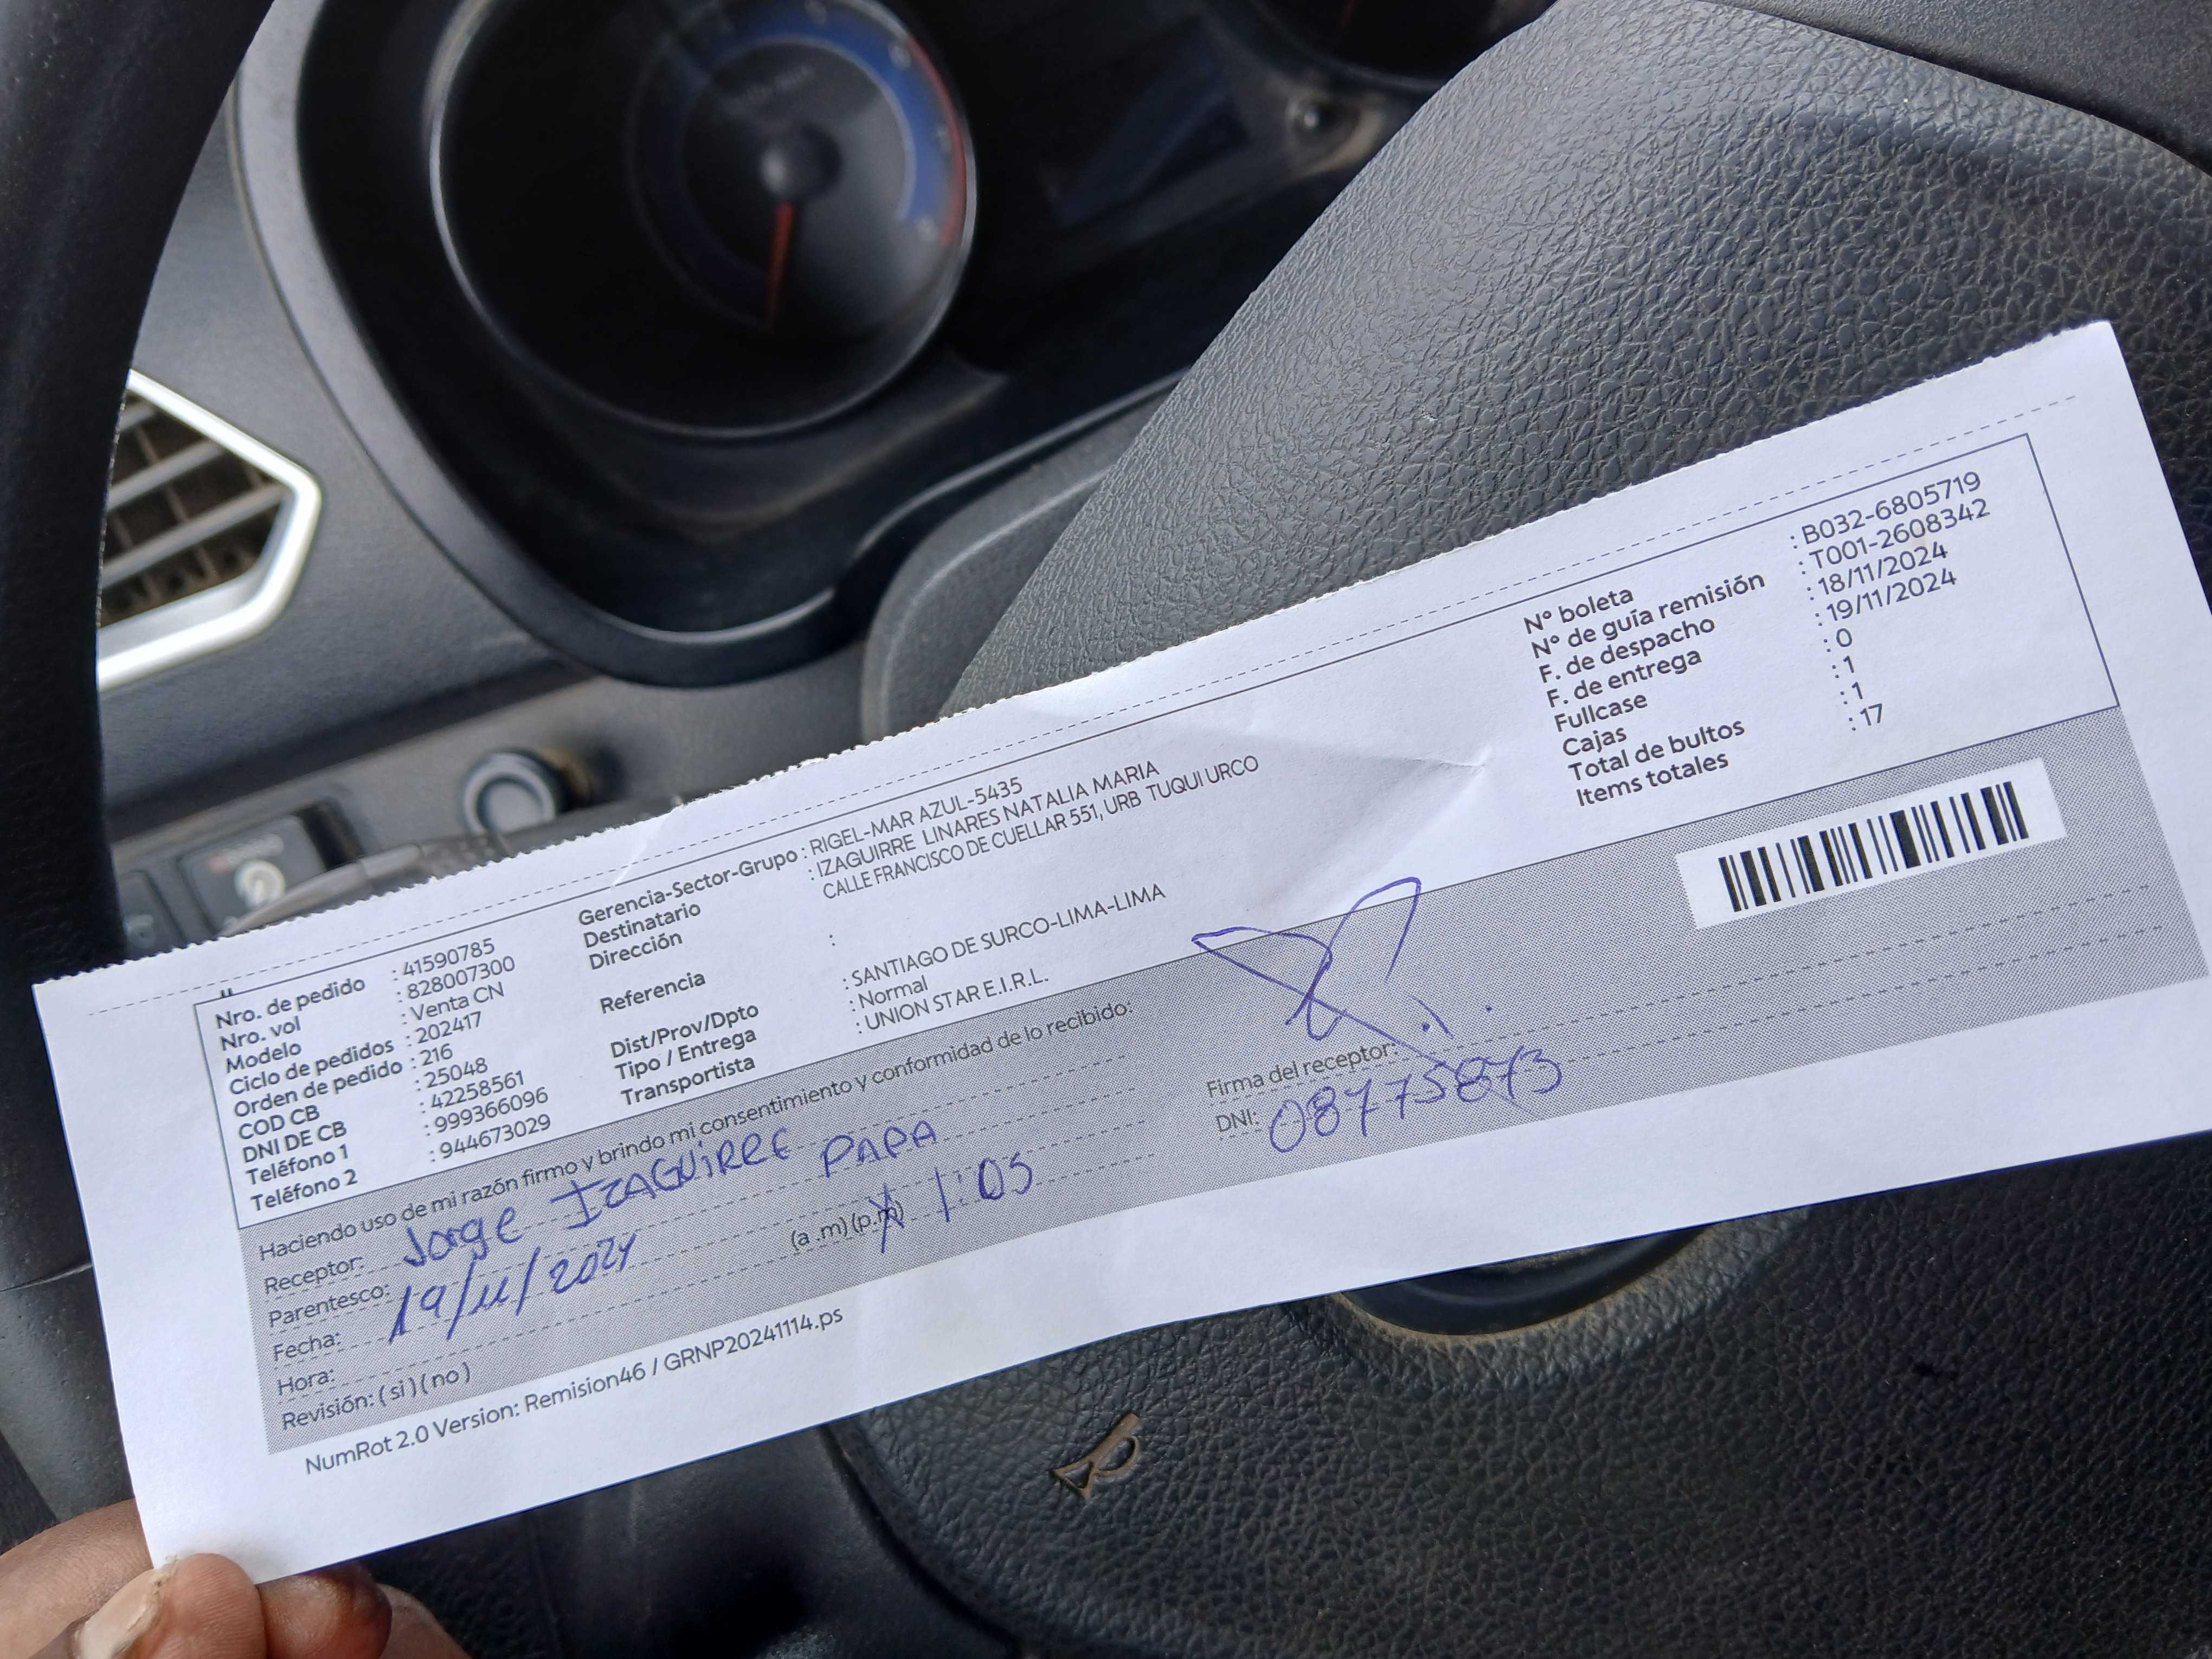 Nro. de pedido : 41590785
Nro. vol : 828007300
Modelo : Venta CN
Ciclo de pedidos : 202417
Orden de pedido : 216
COD CB : 25048
DNI DE CB : 42258561
Teléfono 1 : 999366096
Teléfono 2 : 944673029
Gerencia-Sector-Grupo : RIGEL-MAR AZUL-5435
Destinatario : IZAGUIRRE LINARES NATALIA MARIA
Dirección CALLE FRANCISCO DE CUELLAR 551, URB TUQUI URCO
Referencia :
Dist/Prov/Dpto : SANTIAGO DE SURCO-LIMA-LIMA
Tipo / Entrega : Normal
Transportista : UNION STAR E.I.R.L.
Nº boleta : B032-6805719
Nº de guía remisión : T001-2608342
F. de despacho : 18/11/2024
F. de entrega : 19/11/2024
Fullcase : 0
Cajas : 1
Total de bultos : 1
Items totales : 17
Haciendo uso de mi razón firmo y brindo mi consentimiento y conformidad de lo recibido:
Receptor: Jorge IZAGUIRRE PAPA
Parentesco:
Fecha: 19/11/2024
Hora: (a .m) (p.m) 1:05
Revisión: ( si ) ( no )
Firma del receptor:
DNI: 08775873
NumRot 2.0 Version: Remision46 / GRNP20241114.ps